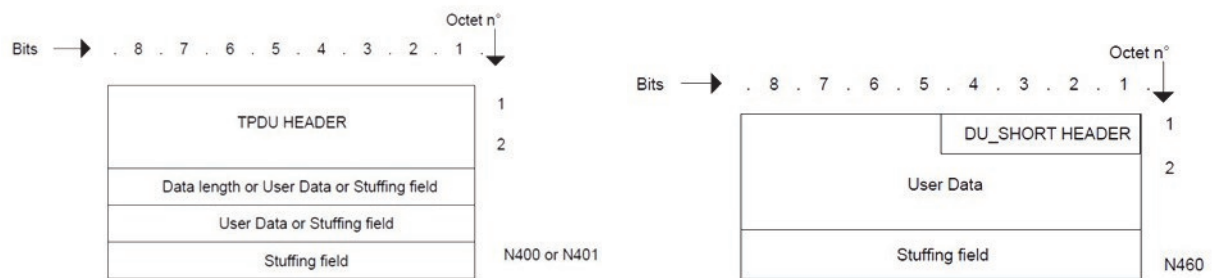 Octet n°
Bits . 8 . 7 . 6 . 5 . 4 . 3 . 2 . 1 .
TPDU HEADER
1
2
Data length or User Data or Stuffing field
User Data or Stuffing field
Stuffing field
N400 or N401
Octet n°
Bits . 8 . 7 . 6 . 5 . 4 . 3 . 2 . 1 .
DU_SHORT HEADER
1
2
User Data
Stuffing field
N460